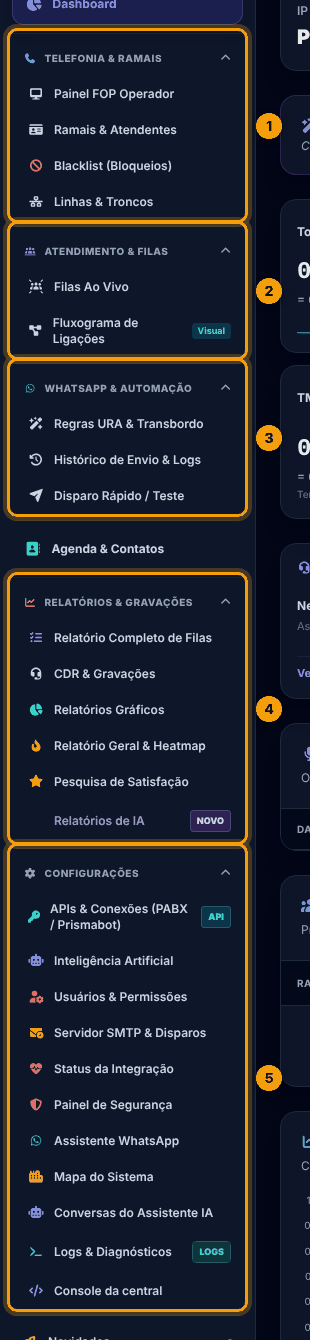 Dashboard
TELEFONIA & RAMAIS
Painel FOP Operador
Ramais & Atendentes
Blacklist (Bloqueios)
Linhas & Troncos
1
ATENDIMENTO & FILAS
Filas Ao Vivo
Fluxograma de
Ligações
Visual
2
WHATSAPP & AUTOMAÇÃO
Regras URA & Transbordo
Histórico de Envio & Logs
Disparo Rápido / Teste
3
Agenda & Contatos
RELATÓRIOS & GRAVAÇÕES
Relatório Completo de Filas
CDR & Gravações
Relatórios Gráficos
Relatório Geral & Heatmap
Pesquisa de Satisfação
Relatórios de IA
NOVO
4
CONFIGURAÇÕES
APIs & Conexões (PABX
/ Prismabot)
API
Inteligência Artificial
Usuários & Permissões
Servidor SMTP & Disparos
Status da Integração
Painel de Segurança
Assistente WhatsApp
Mapa do Sistema
Conversas do Assistente IA
Logs & Diagnósticos
LOGS
Console da central
5
IP